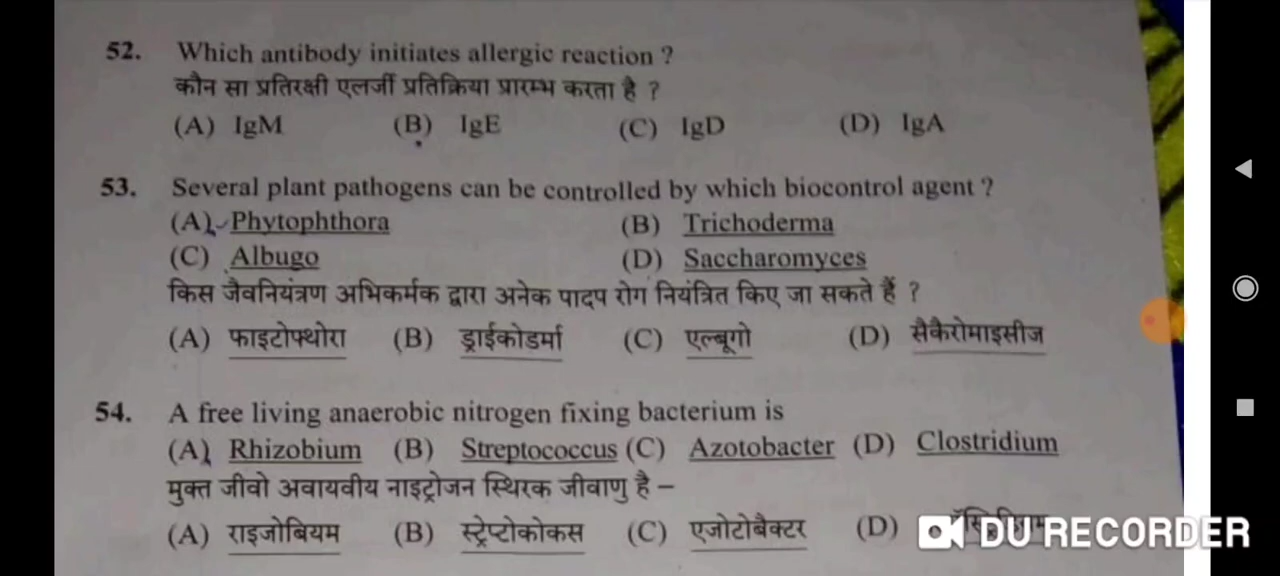 52. Which antibody initiates allergic reaction ?
कौन सा प्रतिरक्षी एलर्जी प्रतिक्रिया प्रारम्भ करता है ?
(A) IgM (B) IgE (C) IgD (D) IgA
53. Several plant pathogens can be controlled by which biocontrol agent ?
(A) Phytophthora (B) Trichoderma
(C) Albugo (D) Saccharomyces
किस जैवनियंत्रण अभिकर्मक द्वारा अनेक पादप रोग नियंत्रित किए जा सकते हैं ?
(A) फाइटोफ्थोरा (B) ड्राईकोडर्मा (C) एल्बूगो (D) सैकैरोमाइसीज
54. A free living anaerobic nitrogen fixing bacterium is
(A) Rhizobium (B) Streptococcus (C) Azotobacter (D) Clostridium
मुक्त जीवो अवायवीय नाइट्रोजन स्थिरक जीवाणु है –
(A) राइजोबियम (B) स्ट्रेप्टोकोकस (C) एजोटोबैक्टर (D)
DU RECORDER